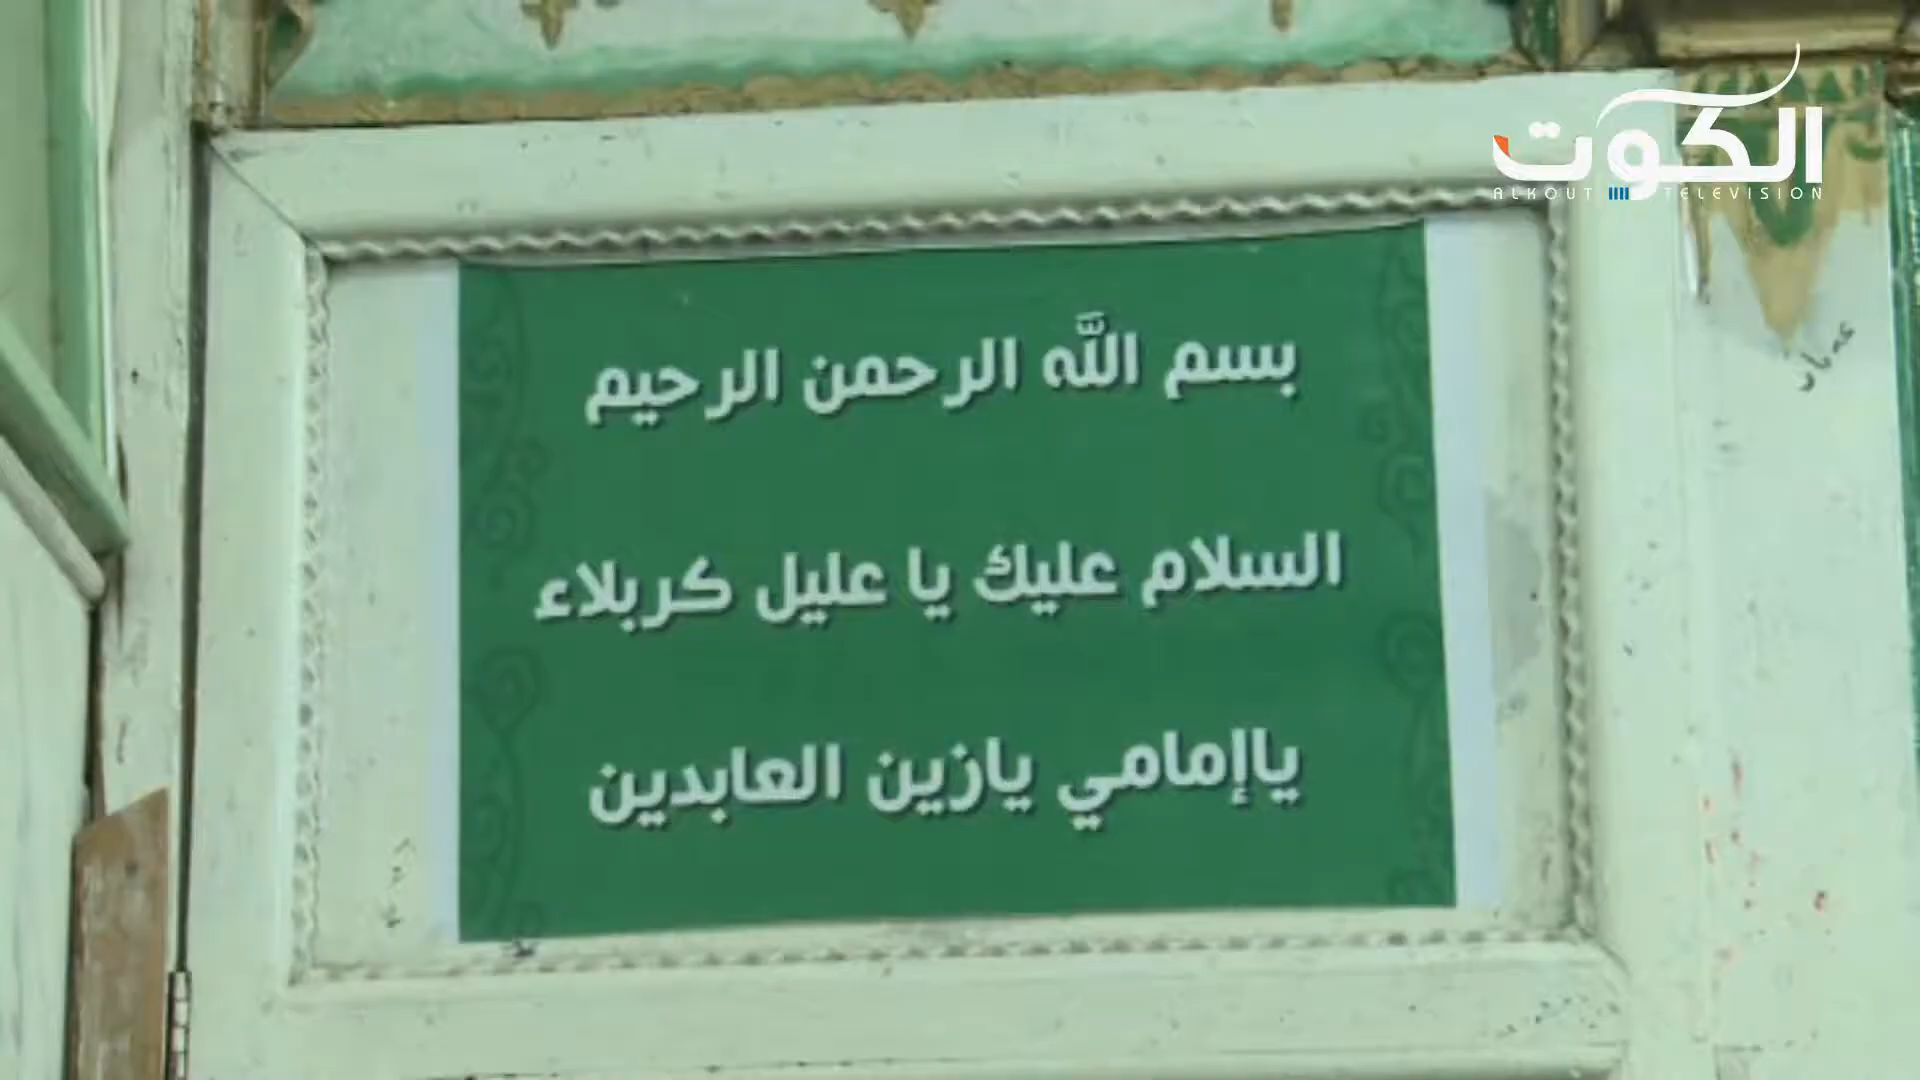 الكوت
ALKOUT TELEVISION
بسم الله الرحمن الرحيم
السلام عليك يا عليل كربلاء
ياإمامي يازين العابدين